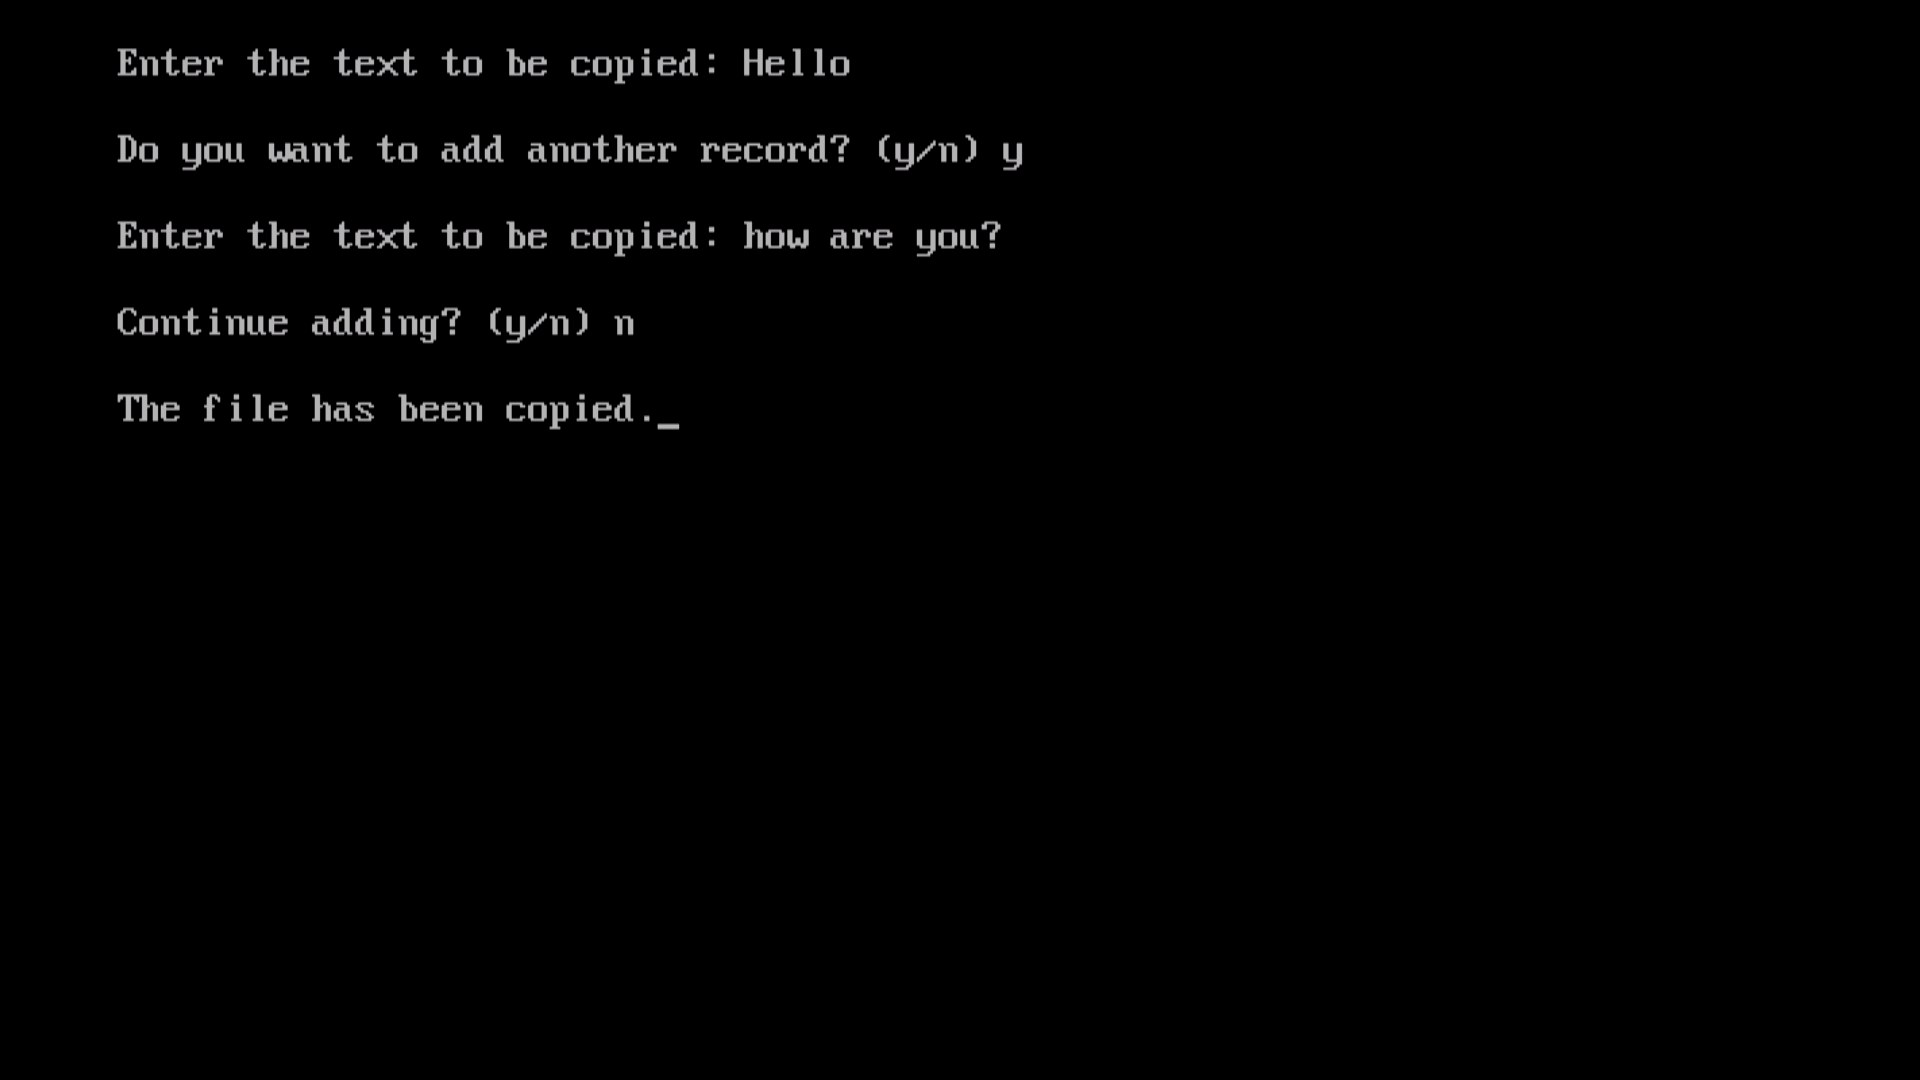 Enter the text to be copied: Hello
Do you want to add another record? (y/n) y
Enter the text to be copied: how are you?
Continue adding? (y/n) n
The file has been copied._